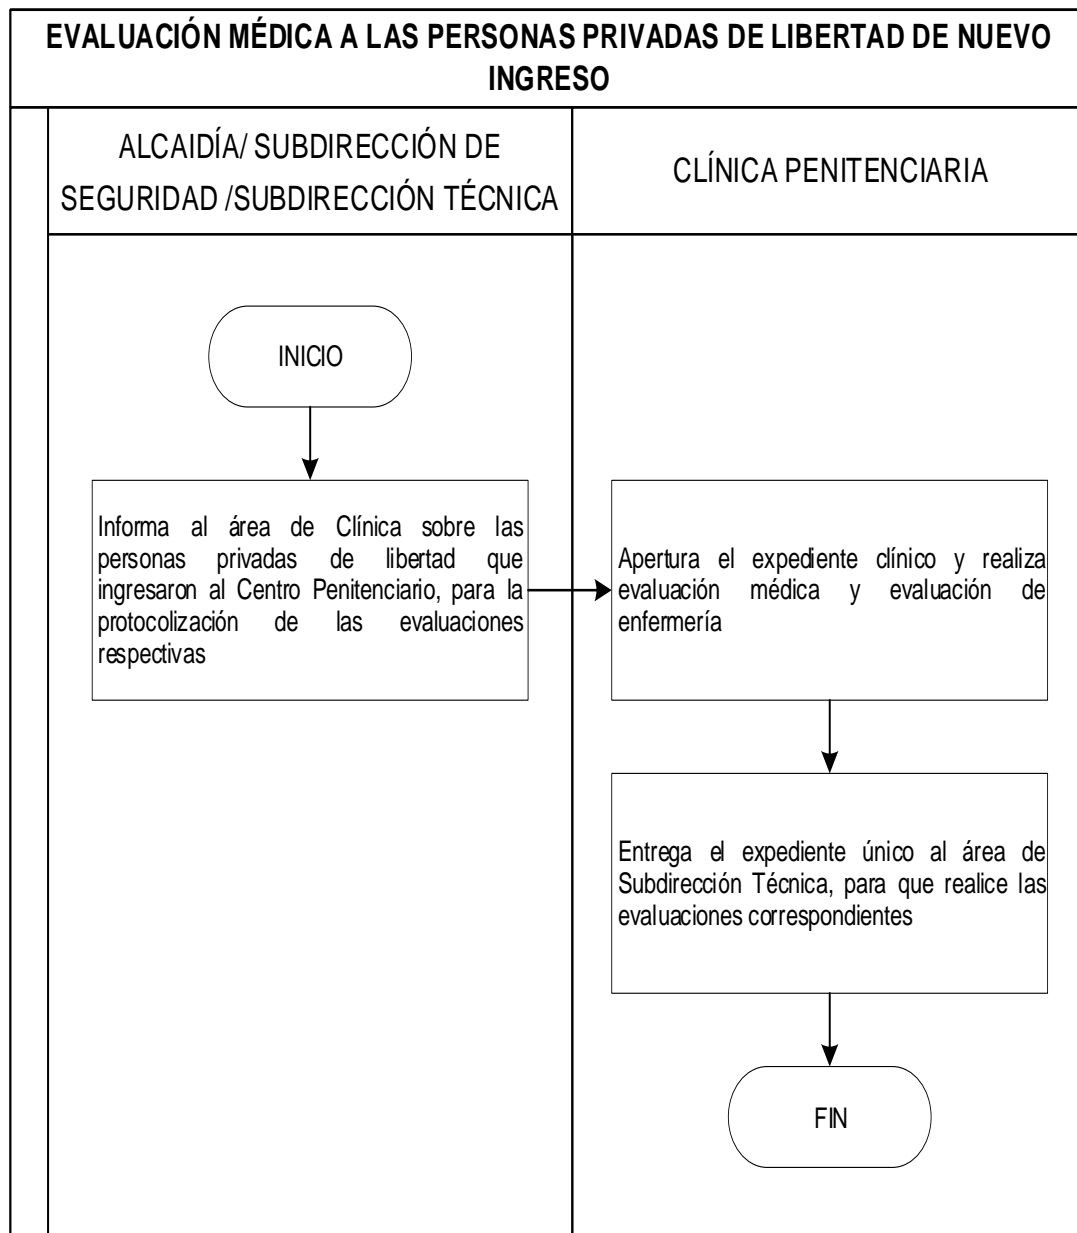 EVALUACIÓN MÉDICA A LAS PERSONAS PRIVADAS DE LIBERTAD DE NUEVO
INGRESO
ALCAIDÍA/ SUBDIRECCIÓN DE
SEGURIDAD /SUBDIRECCIÓN TÉCNICA
CLÍNICA PENITENCIARIA
INICIO
Informa al área de Clínica sobre las
personas privadas de libertad que
ingresaron al Centro Penitenciario, para la
protocolización de las evaluaciones
respectivas
Apertura el expediente clínico y realiza
evaluación médica y evaluación de
enfermería
Entrega el expediente único al área de
Subdirección Técnica, para que realice las
evaluaciones correspondientes
FIN